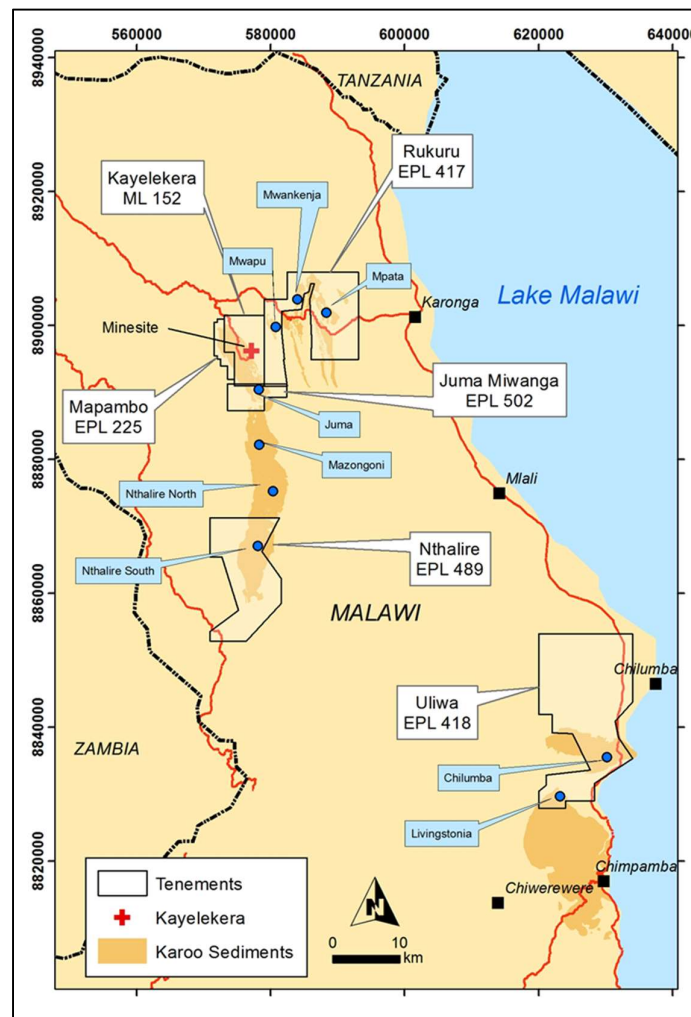 560000
580000
600000
620000
640000
8940000
8920000
8900000
8880000
8860000
8840000
8820000
TANZANIA
Rukuru
EPL 417
Kayelekera
ML 152
Mwankenja
Mwapu
Mpata
Lake Malawi
Karonga
Minesite
Juma Miwanga
EPL 502
Mapambo
EPL 225
Juma
Mazongoni
Mlali
Nthalire North
Nthalire
EPL 489
Nthalire South
MALAWI
Chilumba
Uliwa
EPL 418
ZAMBIA
Chilumba
Livingstonia
Chimpamba
Chiwerewere
Tenements
Kayelekera
Karoo Sediments
N
0 10
km